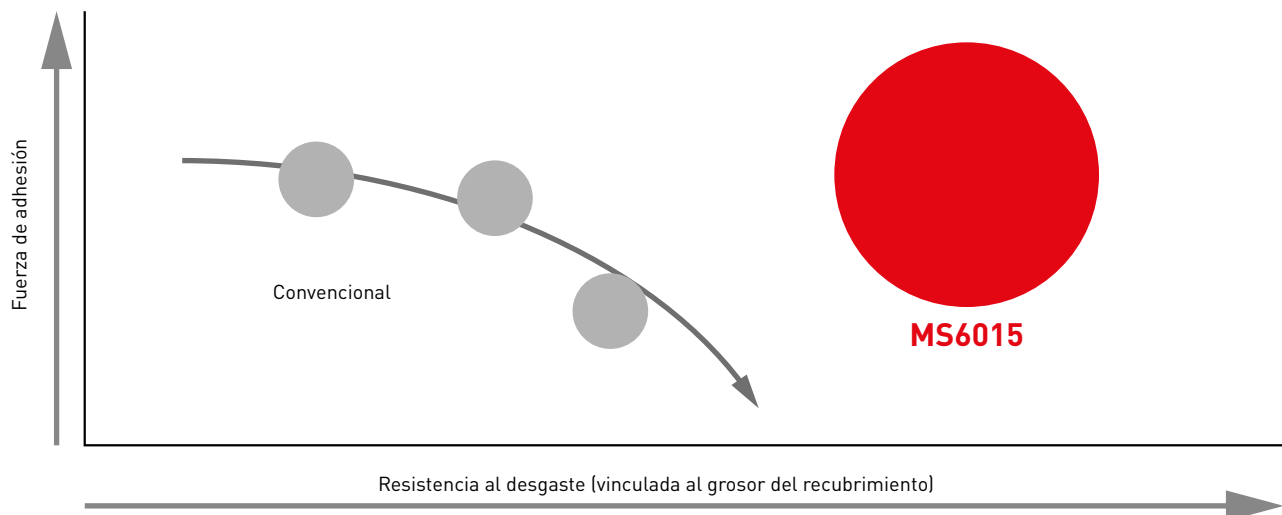 Fuerza de adhesión
Convencional
MS6015
Resistencia al desgaste (vinculada al grosor del recubrimiento)